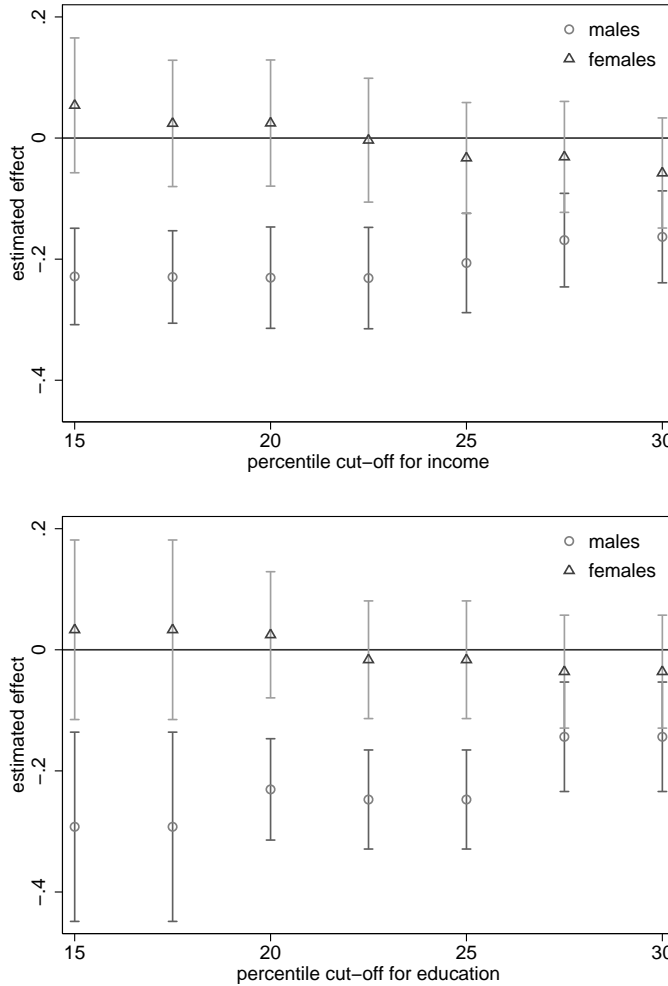 .2
males
females
0
-.2
-.4
estimated effect
15
20
25
30
percentile cut-off for income
.2
males
females
0
-.2
-.4
estimated effect
15
20
25
30
percentile cut-off for education